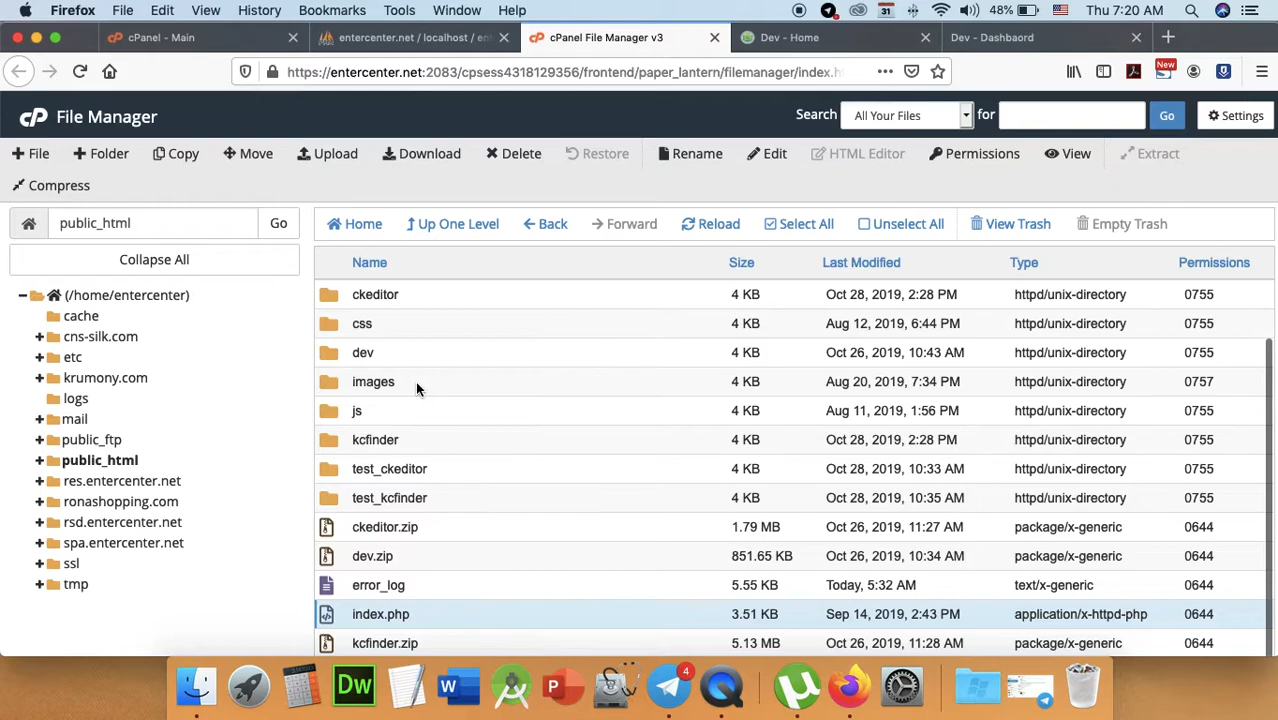 Firefox File Edit View History Bookmarks Tools Window Help 31 48% Thu 7:20 AM
cPanel - Main entercenter.net / localhost / ent cPanel File Manager v3 Dev - Home Dev - Dashbaord
https://entercenter.net:2083/cpsess4318129356/frontend/paper_lantern/filemanager/index.h New
cP File Manager Search All Your Files for Go Settings
File Folder Copy Move Upload Download Delete Restore Rename Edit HTML Editor Permissions View Extract
Compress
public_html Go Home Up One Level Back Forward Reload Select All Unselect All View Trash Empty Trash
Collapse All
Name Size Last Modified Type Permissions
(/home/entercenter)
cache
cns-silk.com
etc
krumony.com
logs
mail
public_ftp
public_html
res.entercenter.net
ronashopping.com
rsd.entercenter.net
spa.entercenter.net
ssl
tmp
ckeditor 4 KB Oct 28, 2019, 2:28 PM httpd/unix-directory 0755
css 4 KB Aug 12, 2019, 6:44 PM httpd/unix-directory 0755
dev 4 KB Oct 26, 2019, 10:43 AM httpd/unix-directory 0755
images 4 KB Aug 20, 2019, 7:34 PM httpd/unix-directory 0757
js 4 KB Aug 11, 2019, 1:56 PM httpd/unix-directory 0755
kcfinder 4 KB Oct 28, 2019, 2:28 PM httpd/unix-directory 0755
test_ckeditor 4 KB Oct 28, 2019, 10:33 AM httpd/unix-directory 0755
test_kcfinder 4 KB Oct 28, 2019, 10:35 AM httpd/unix-directory 0755
ckeditor.zip 1.79 MB Oct 26, 2019, 11:27 AM package/x-generic 0644
dev.zip 851.65 KB Oct 26, 2019, 10:34 AM package/x-generic 0644
error_log 5.55 KB Today, 5:32 AM text/x-generic 0644
index.php 3.51 KB Sep 14, 2019, 2:43 PM application/x-httpd-php 0644
kcfinder.zip 5.13 MB Oct 26, 2019, 11:28 AM package/x-generic 0644
Dw W P 4